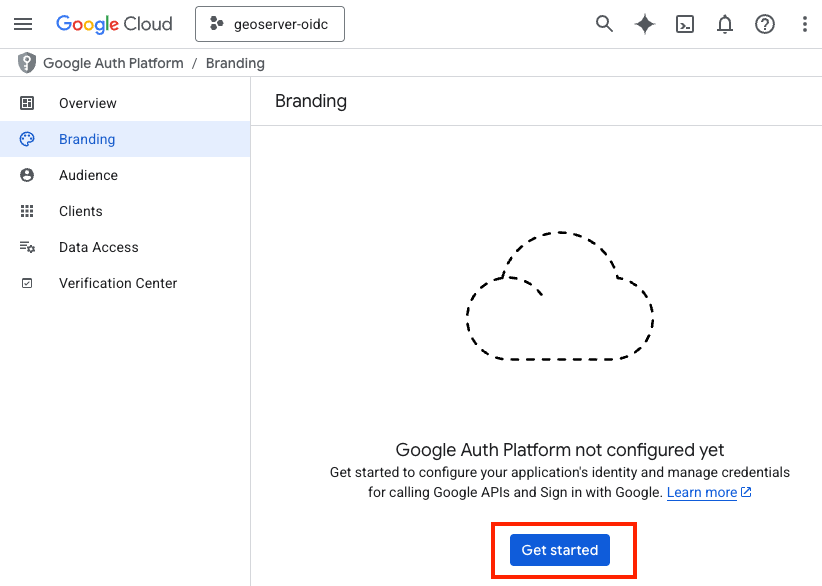 Google Cloud
geoserver-oidc
Google Auth Platform / Branding
Overview
Branding
Audience
Clients
Data Access
Verification Center
Branding
Google Auth Platform not configured yet
Get started to configure your application's identity and manage credentials
for calling Google APIs and Sign in with Google. Learn more
Get started